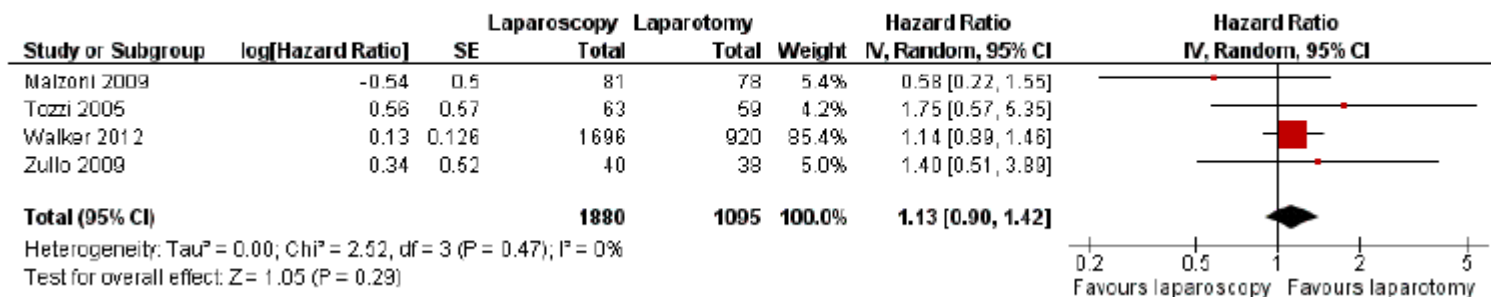 Laparoscopy Laparotomy Hazard Ratio Hazard Ratio
Study or Subgroup log[Hazard Ratio] SE Total Total Weight IV, Random, 95% CI IV, Random, 95% CI
Malzoni 2009 -0.54 0.5 81 78 5.4% 0.58 [0.22, 1.55]
Tozzi 2005 0.56 0.57 63 59 4.2% 1.75 [0.57, 5.35]
Walker 2012 0.13 0.126 1696 920 85.4% 1.14 [0.89, 1.46]
Zullo 2009 0.34 0.52 40 38 5.0% 1.40 [0.51, 3.89]
Total (95% CI) 1880 1095 100.0% 1.13 [0.90, 1.42]
Heterogeneity: Tau² = 0.00; Chi² = 2.52, df = 3 (P = 0.47); I² = 0%
Test for overall effect: Z = 1.05 (P = 0.29)
0.2 0.5 1 2 5
Favours laparoscopy Favours laparotomy